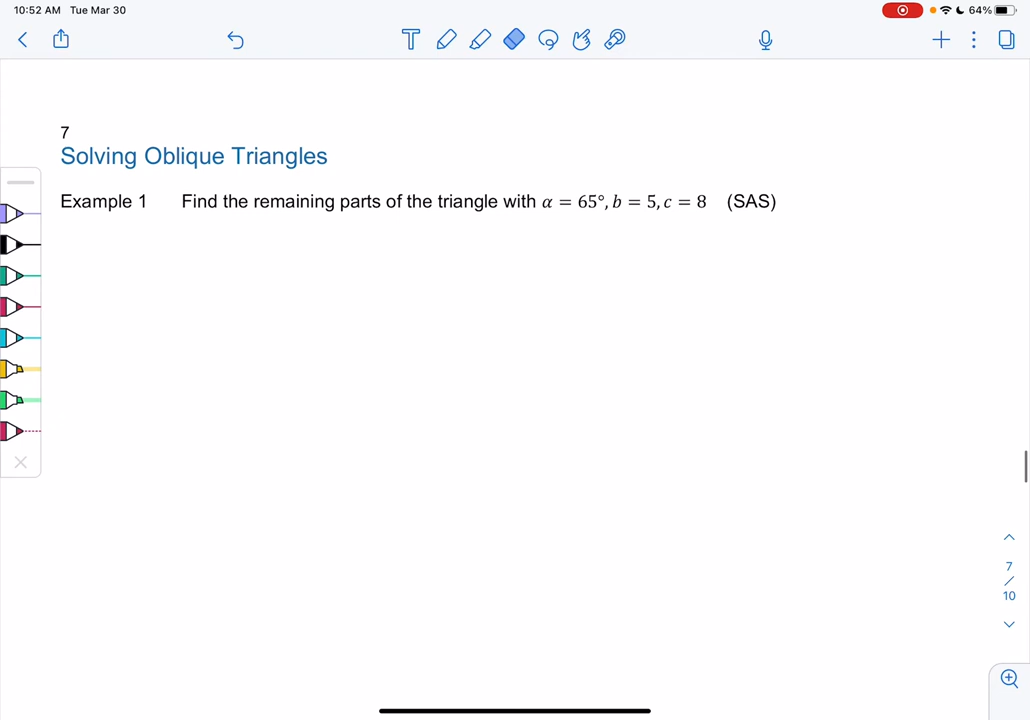 10:52 AM Tue Mar 30
64%
T
7
Solving Oblique Triangles
Example 1 Find the remaining parts of the triangle with α = 65°, b = 5, c = 8 (SAS)
7
/
10